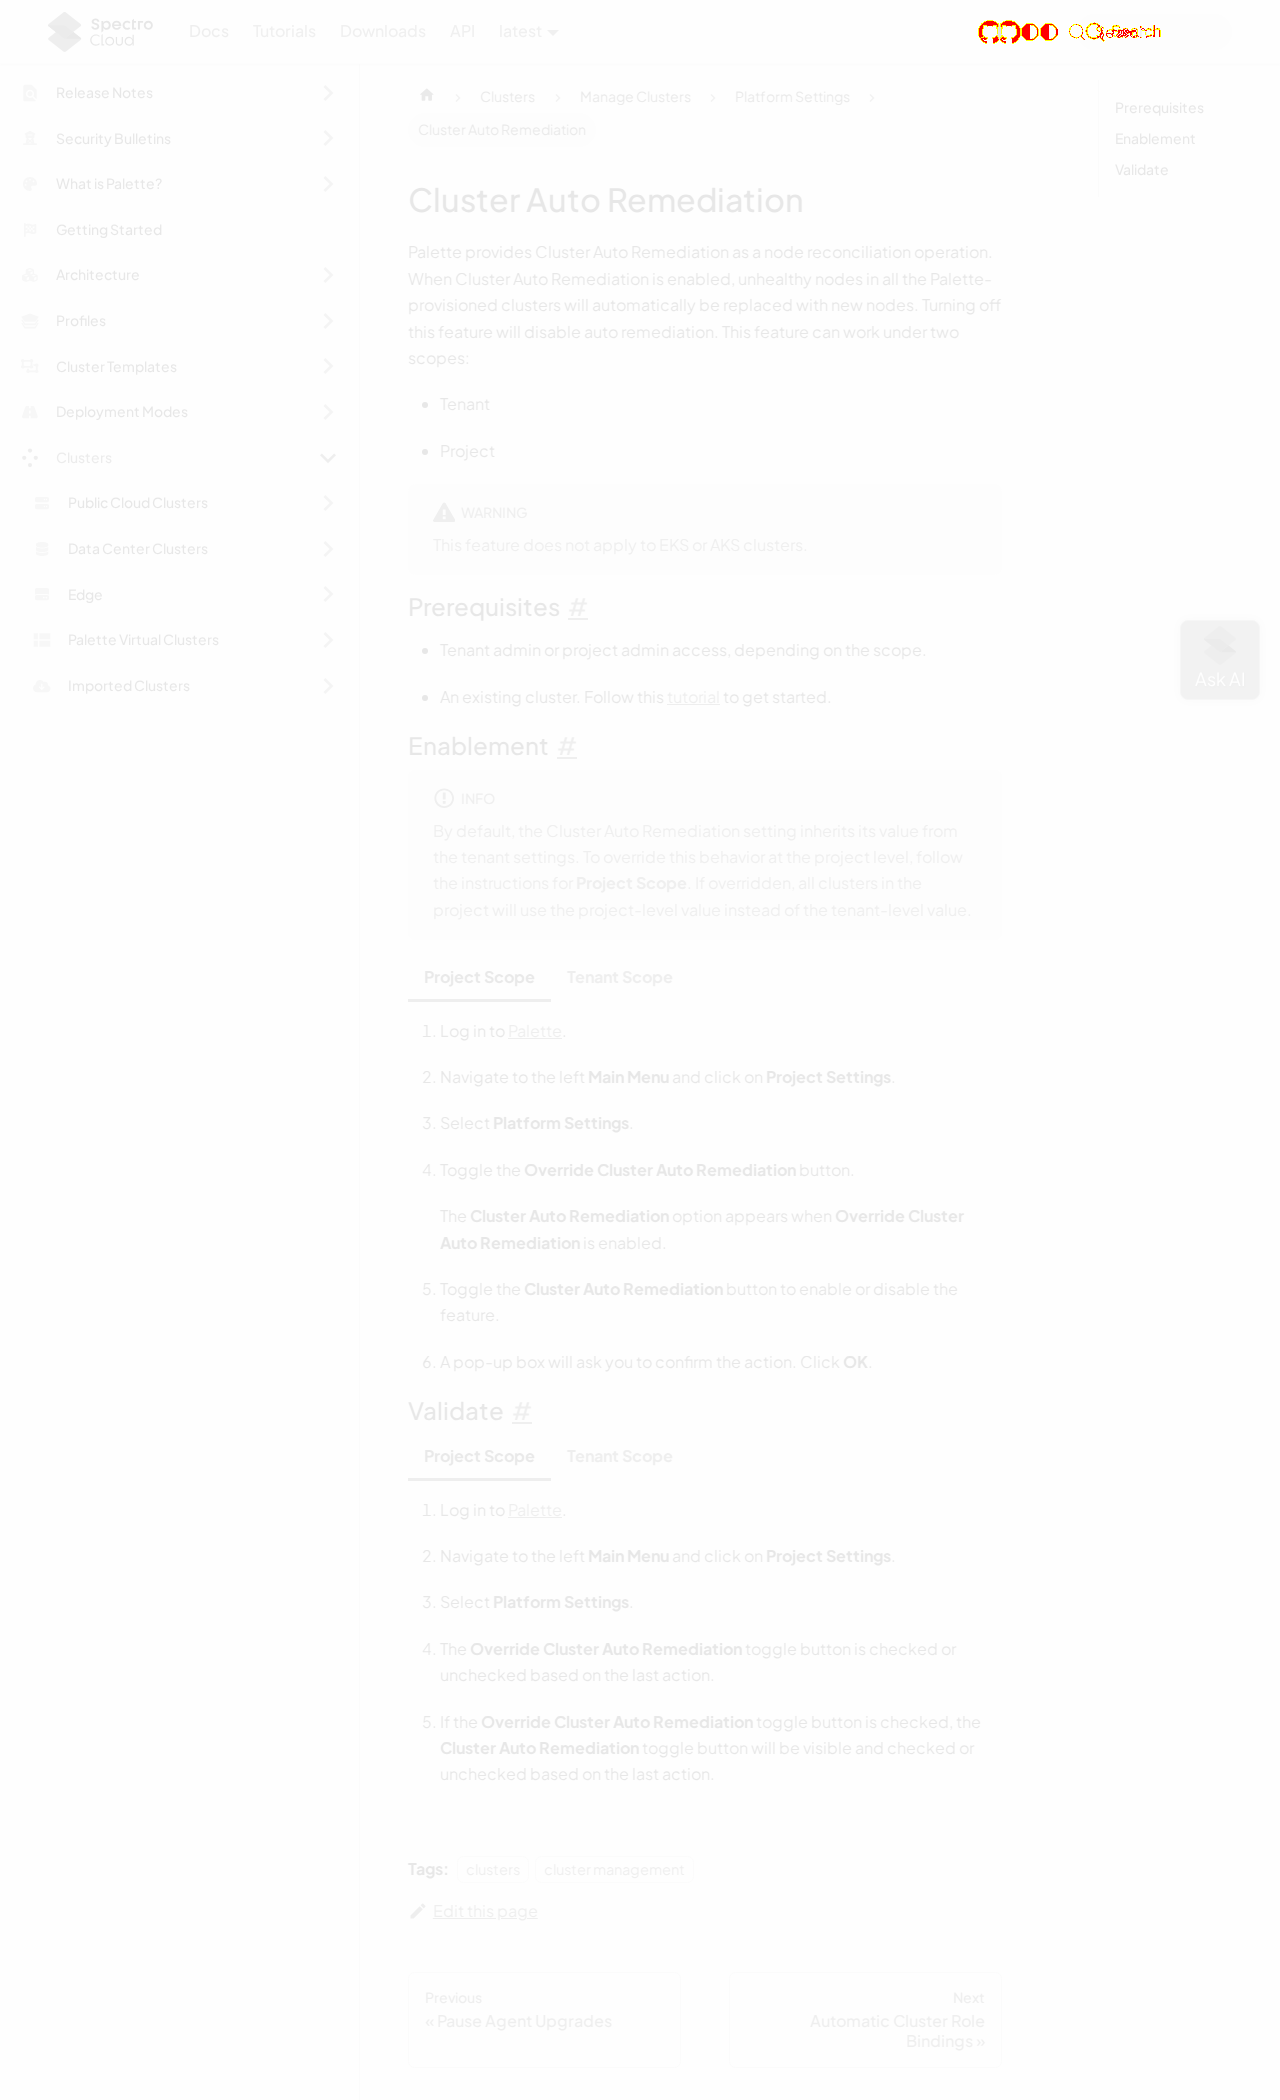 Spectro
Cloud
Docs
Tutorials
Downloads
API
latest
Release Notes
Security Bulletins
What is Palette?
Getting Started
Architecture
Profiles
Cluster Templates
Deployment Modes
Clusters
Public Cloud Clusters
Data Center Clusters
Edge
Palette Virtual Clusters
Imported Clusters
Clusters
Manage Clusters
Platform Settings
Cluster Auto Remediation
Cluster Auto Remediation
Palette provides Cluster Auto Remediation as a node reconciliation operation.
When Cluster Auto Remediation is enabled, unhealthy nodes in all the Palette-
provisioned clusters will automatically be replaced with new nodes. Turning off
this feature will disable auto remediation. This feature can work under two
scopes:
Tenant
Project
WARNING
This feature does not apply to EKS or AKS clusters.
Prerequisites #
Tenant admin or project admin access, depending on the scope.
An existing cluster. Follow this tutorial to get started.
Enablement #
INFO
By default, the Cluster Auto Remediation setting inherits its value from
the tenant settings. To override this behavior at the project level, follow
the instructions for Project Scope. If overridden, all clusters in the
project will use the project-level value instead of the tenant-level value.
Project Scope
Tenant Scope
1. Log in to Palette.
2. Navigate to the left Main Menu and click on Project Settings.
3. Select Platform Settings.
4. Toggle the Override Cluster Auto Remediation button.
The Cluster Auto Remediation option appears when Override Cluster
Auto Remediation is enabled.
5. Toggle the Cluster Auto Remediation button to enable or disable the
feature.
6. A pop-up box will ask you to confirm the action. Click OK.
Validate #
Project Scope
Tenant Scope
1. Log in to Palette.
2. Navigate to the left Main Menu and click on Project Settings.
3. Select Platform Settings.
4. The Override Cluster Auto Remediation toggle button is checked or
unchecked based on the last action.
5. If the Override Cluster Auto Remediation toggle button is checked, the
Cluster Auto Remediation toggle button will be visible and checked or
unchecked based on the last action.
Tags:
clusters
cluster management
Edit this page
Previous
« Pause Agent Upgrades
Next
Automatic Cluster Role
Bindings »
Prerequisites
Enablement
Validate
Ask AI